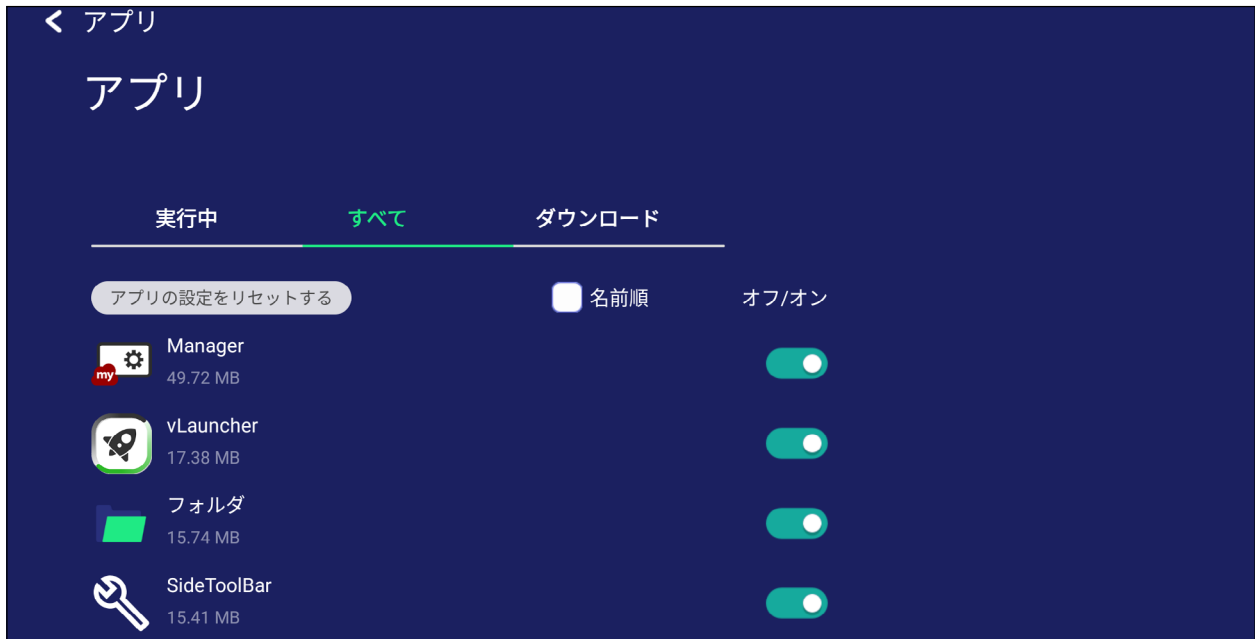 アプリ
アプリ
実行中 すべて ダウンロード
アプリの設定をリセットする 名前順 オフ/オン
Manager
my
49.72 MB
vLauncher
17.38 MB
フォルダ
15.74 MB
SideToolBar
15.41 MB